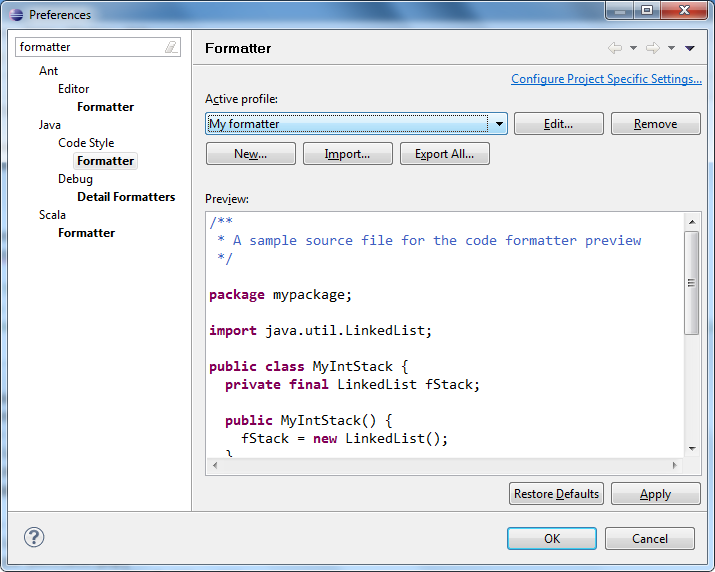 Preferences
formatter
Ant
Editor
Formatter
Java
Code Style
Formatter
Debug
Detail Formatters
Scala
Formatter
Formatter
Configure Project Specific Settings...
Active profile:
My formatter
Edit...
Remove
New...
Import...
Export All...
Preview:
/**
 * A sample source file for the code formatter preview
 */
package mypackage;
import java.util.LinkedList;
public class MyIntStack {
  private final LinkedList fStack;
  public MyIntStack() {
    fStack = new LinkedList();
  }
Restore Defaults
Apply
?
OK
Cancel